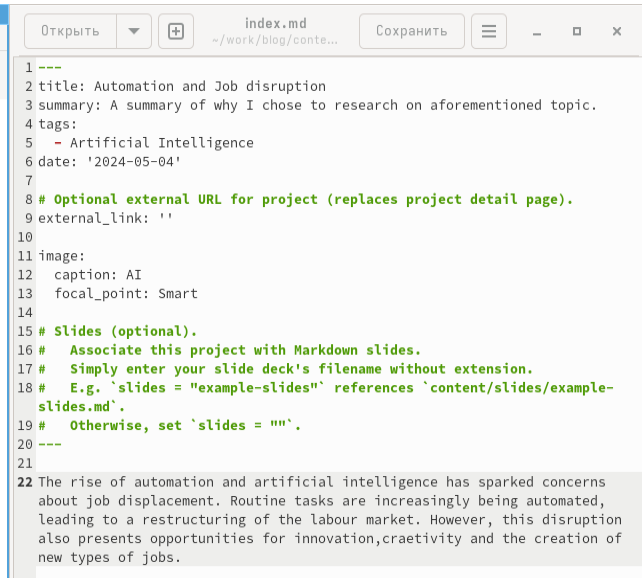 Открыть
index.md
~/work/blog/conte...
Сохранить
1 ---
2 title: Automation and Job disruption
3 summary: A summary of why I chose to research on aforementioned topic.
4 tags:
5   - Artificial Intelligence
6 date: '2024-05-04'
7
8 # Optional external URL for project (replaces project detail page).
9 external_link: ''
10
11 image:
12   caption: AI
13   focal_point: Smart
14
15 # Slides (optional).
16 #   Associate this project with Markdown slides.
17 #   Simply enter your slide deck's filename without extension.
18 #   E.g. `slides = "example-slides"` references `content/slides/example-
slides.md`.
19 #   Otherwise, set `slides = ""`.
20 ---
21
22 The rise of automation and artificial intelligence has sparked concerns
about job displacement. Routine tasks are increasingly being automated,
leading to a restructuring of the labour market. However, this disruption
also presents opportunities for innovation,craetivity and the creation of
new types of jobs.